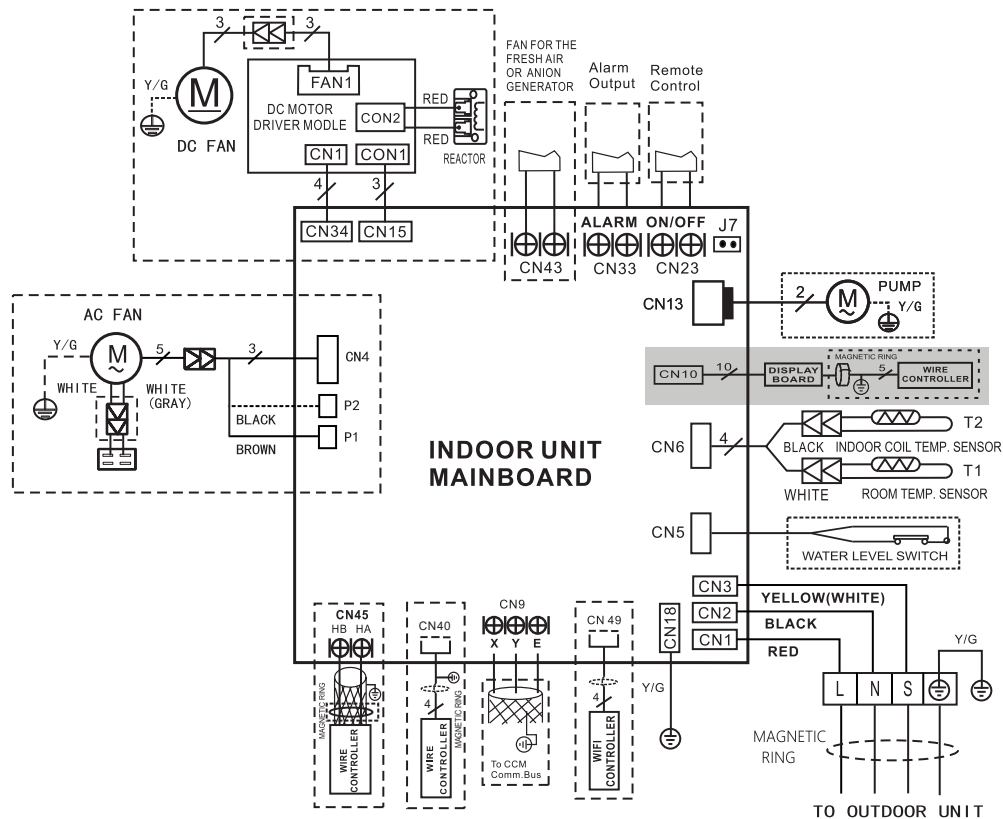 3
3
FAN1
Y/G
M
DC FAN
DC MOTOR
DRIVER MODLE
CON2
RED
RED
REACTOR
CN1
CON1
4
3
CN34
CN15
FAN FOR THE
FRESH AIR
OR ANION
GENERATOR
Alarm
Output
Remote
Control
ALARM ON/OFF
J7
CN43
CN33
CN23
CN13
2
M
~
PUMP
Y/G
AC FAN
Y/G
M
~
5
3
CN4
WHITE
WHITE
(GRAY)
P2
BLACK
P1
BROWN
CN10
10
DISPLAY
BOARD
MAGNETIC RING
5
WIRE
CONTROLLER
INDOOR UNIT
MAINBOARD
CN6
4
T2
BLACK
INDOOR COIL TEMP. SENSOR
T1
WHITE
ROOM TEMP. SENSOR
CN5
WATER LEVEL SWITCH
CN3
YELLOW(WHITE)
CN2
BLACK
CN1
RED
CN18
Y/G
CN45
HB HA
MAGNETIC RING
WIRE
CONTROLLER
CN40
4
MAGNETIC RING
WIRE
CONTROLLER
CN9
X Y E
To CCM
Comm.Bus
CN 49
4
WIFI
CONTROLLER
Y/G
L N S
MAGNETIC
RING
TO OUTDOOR UNIT